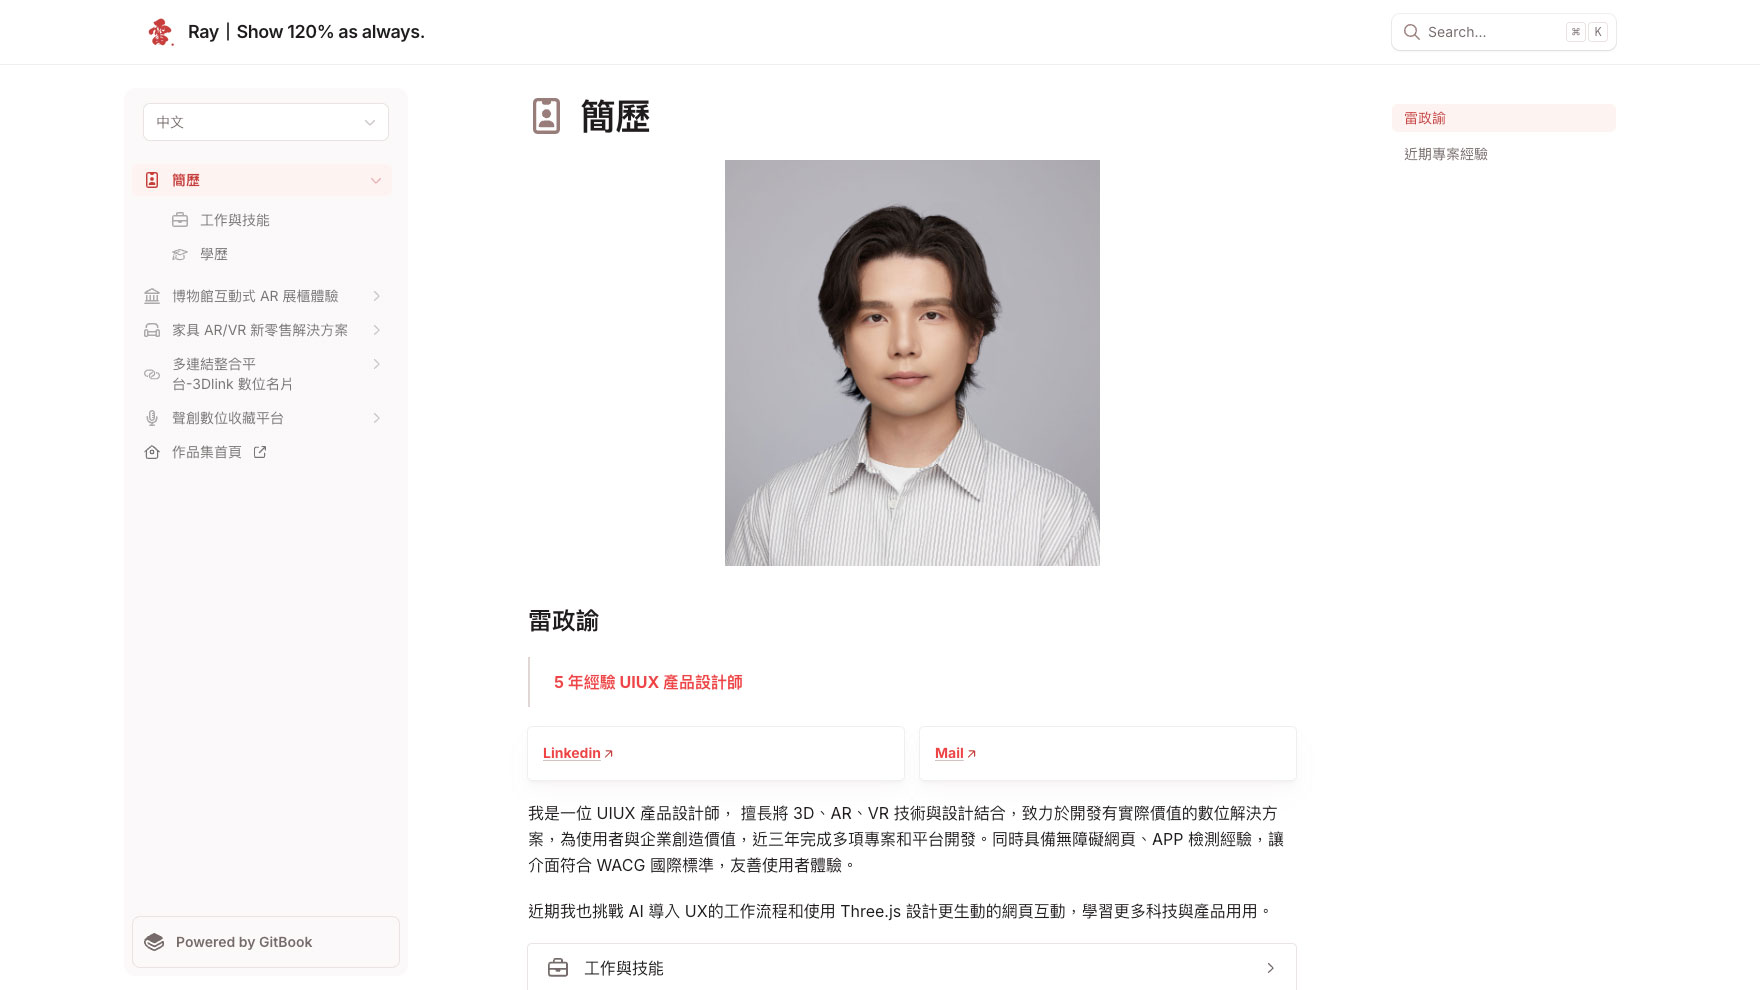 Ray｜Show 120% as always.
Search...
⌘ K
中文
簡歷
工作與技能
學歷
博物館互動式 AR 展櫃體驗
家具 AR/VR 新零售解決方案
多連結整合平
台-3Dlink 數位名片
聲創數位收藏平台
作品集首頁
Powered by GitBook
簡歷
雷政諭
5 年經驗 UIUX 產品設計師
Linkedin
Mail
我是一位 UIUX 產品設計師， 擅長將 3D、AR、VR 技術與設計結合，致力於開發有實際價值的數位解決方
案，為使用者與企業創造價值，近三年完成多項專案和平台開發。同時具備無障礙網頁、APP 檢測經驗，讓
介面符合 WACG 國際標準，友善使用者體驗。
近期我也挑戰 AI 導入 UX的工作流程和使用 Three.js 設計更生動的網頁互動，學習更多科技與產品用用。
工作與技能
雷政諭
近期專案經驗